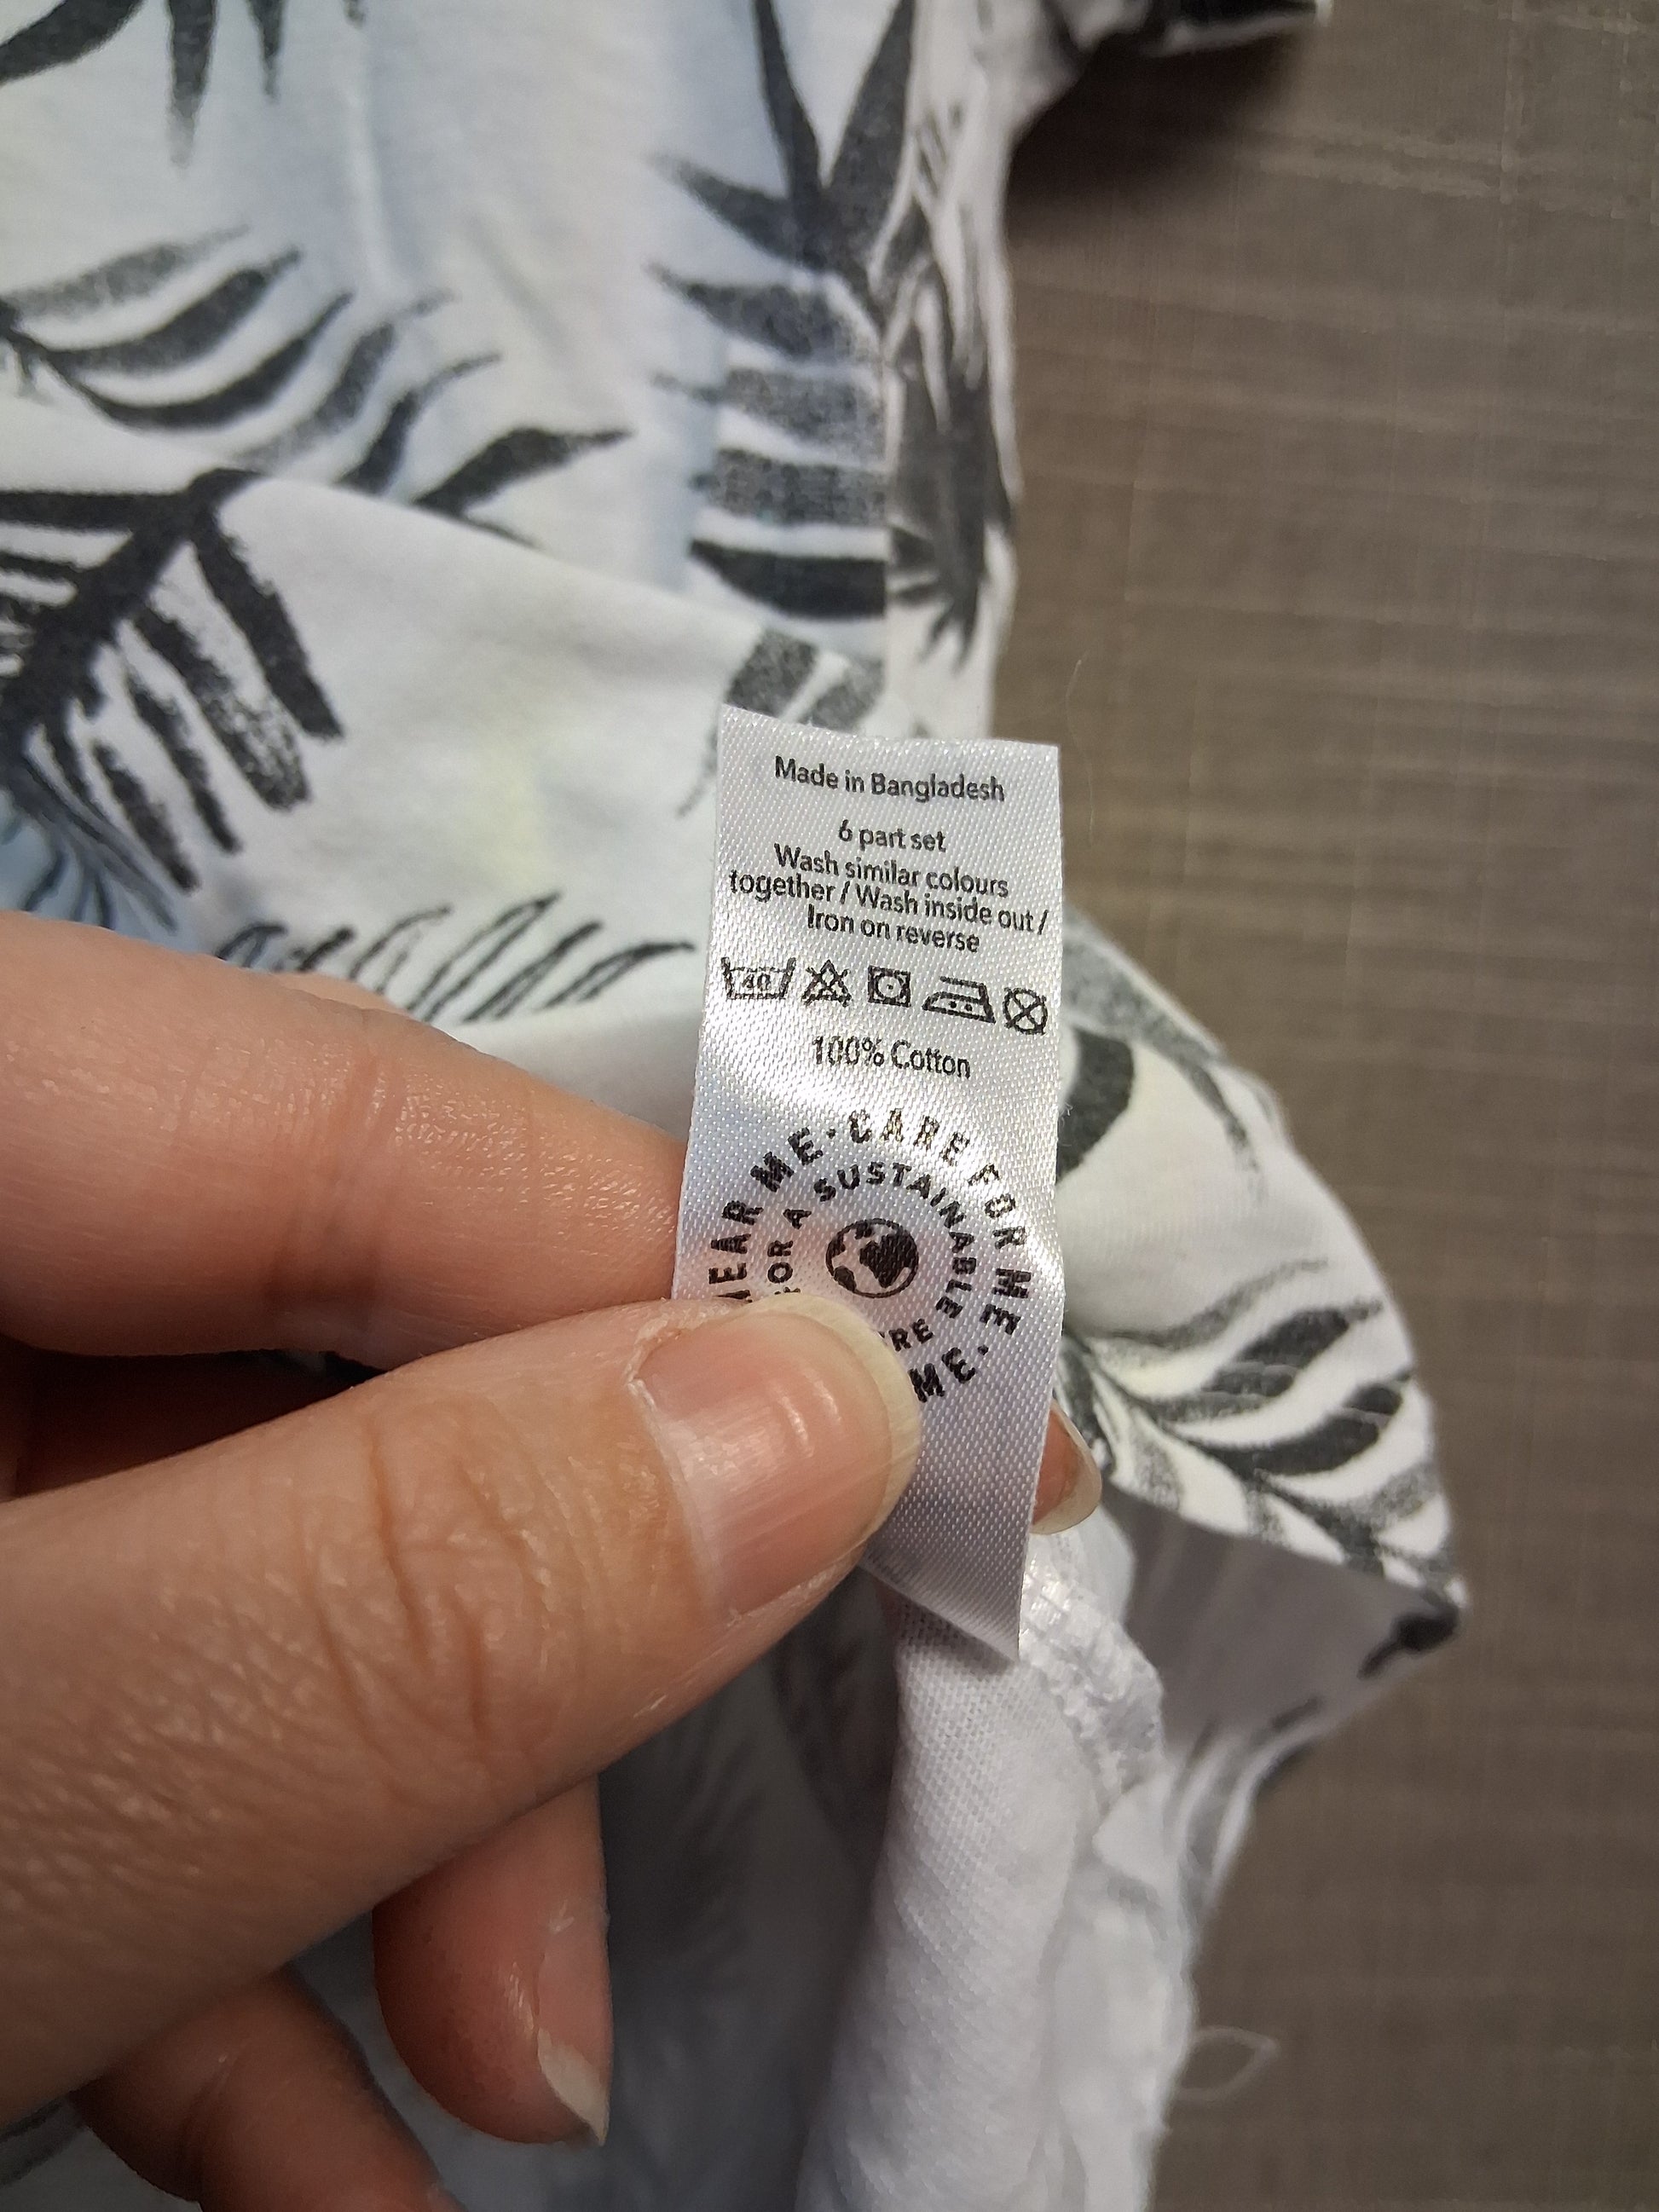 Made in Bangladesh
6 part set
Wash similar colours
together / Wash inside out /
Iron on reverse
40
100% Cotton
ME · CARE FOR ME · ME ·
FOR A SUSTAINABLE